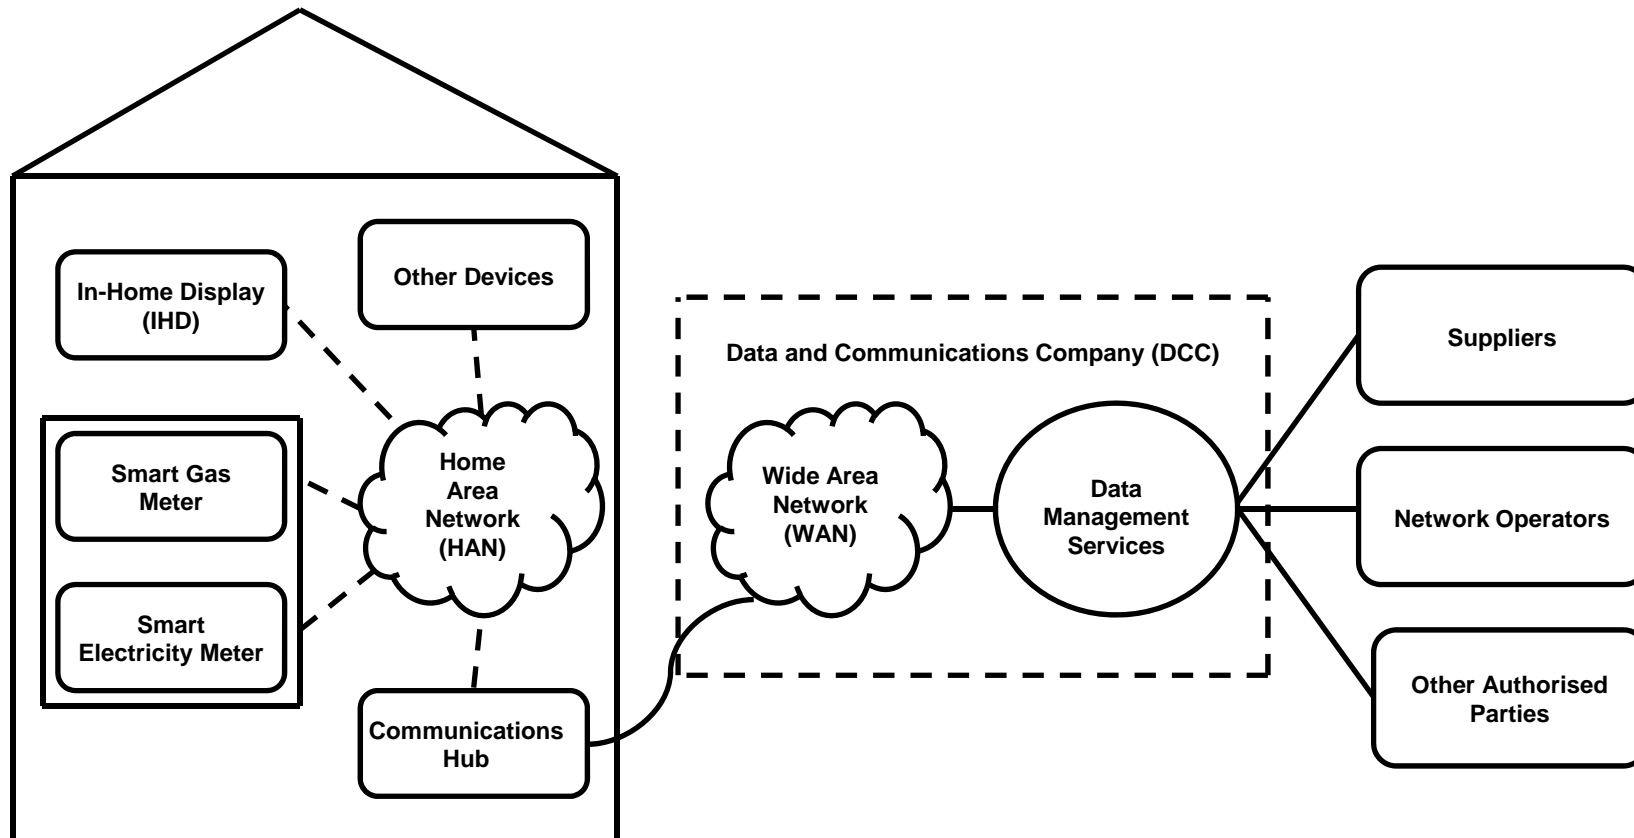 In-Home Display
(IHD)
Other Devices
Smart Gas
Meter
Smart
Electricity Meter
Home
Area
Network
(HAN)
Communications
Hub
Data and Communications Company (DCC)
Wide Area
Network
(WAN)
Data
Management
Services
Suppliers
Network Operators
Other Authorised
Parties